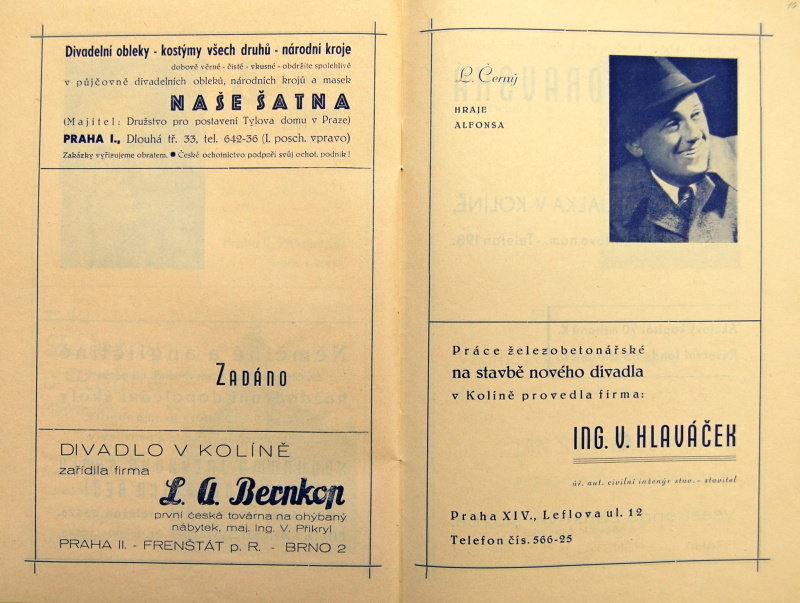 Divadelní obleky - kostýmy všech druhů - národní kroje
dobově věrné - čisté - vkusné - obdržíte spolehlivě
v půjčovně divadelních obleků, národních krojů a masek
NAŠE ŠATNA
(Majitel: Družstvo pro postavení Tylova domu v Praze)
PRAHA I., Dlouhá tř. 33, tel. 642-36 (I. posch. vpravo)
Zakázky vyřizujeme obratem. ● České ochotnictvo podpoří svůj ochot. podnik!
ZADÁNO
DIVADLO V KOLÍNĚ
zařídila firma
L. A. Bernkop
první česká továrna na ohýbaný
nábytek, maj. Ing. V. Přikryl
PRAHA II. - FRENŠTÁT p. R. - BRNO 2
L. Černý
HRAJE
ALFONSA
Práce železobetonářské
na stavbě nového divadla
v Kolíně provedla firma:
ING. V. HLAVÁČEK
úř. aut. civilní inženýr stav. - stavitel
Praha XIV., Leflova ul. 12
Telefon čís. 566-25